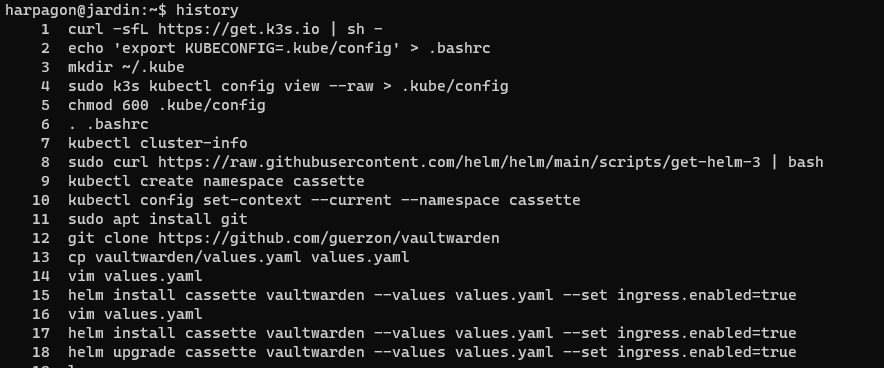 harpagon@jardin:~$ history
1 curl -sfL https://get.k3s.io | sh -
2 echo 'export KUBECONFIG=.kube/config' > .bashrc
3 mkdir ~/.kube
4 sudo k3s kubectl config view --raw > .kube/config
5 chmod 600 .kube/config
6 . .bashrc
7 kubectl cluster-info
8 sudo curl https://raw.githubusercontent.com/helm/helm/main/scripts/get-helm-3 | bash
9 kubectl create namespace cassette
10 kubectl config set-context --current --namespace cassette
11 sudo apt install git
12 git clone https://github.com/guerzon/vaultwarden
13 cp vaultwarden/values.yaml values.yaml
14 vim values.yaml
15 helm install cassette vaultwarden --values values.yaml --set ingress.enabled=true
16 vim values.yaml
17 helm install cassette vaultwarden --values values.yaml --set ingress.enabled=true
18 helm upgrade cassette vaultwarden --values values.yaml --set ingress.enabled=true